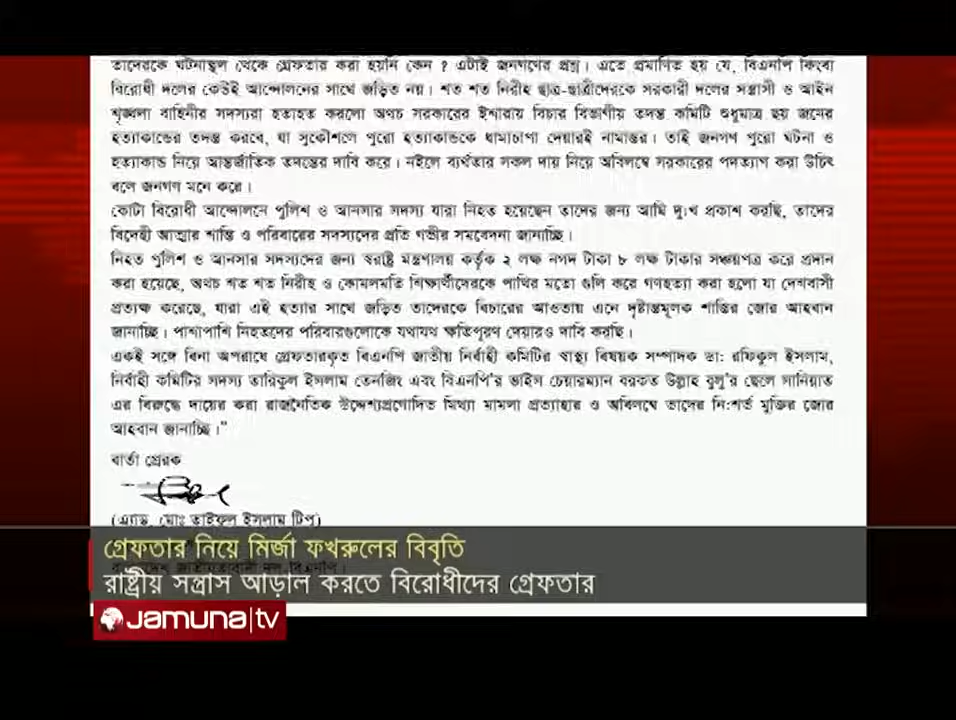 তাদেরকে ঘটনাস্থল থেকে গ্রেফতার করা হয়নি কেন ? এটাই জনগণের প্রশ্ন। এতে প্রমাণিত হয় যে, বিএনপি কিংবা
বিরোধী দলের কেউই আন্দোলনের সাথে জড়িত নয়। শত শত নিরীহ ছাত্র-ছাত্রীদেরকে সরকারী দলের সন্ত্রাসী ও আইন
শৃঙ্খলা বাহিনীর সদস্যরা হতাহত করলো অথচ সরকারের ইশারায় বিচার বিভাগীয় তদন্ত কমিটি শুধুমাত্র ছয় জনের
হত্যাকান্ডের তদন্ত করবে, যা সুকৌশলে পুরো হত্যাকান্ডকে ধামাচাপা দেয়ারই নামান্তর। তাই জনগণ পুরো ঘটনা ও
হত্যাকান্ড নিয়ে আন্তর্জাতিক তদন্তের দাবি করে। নইলে ব্যর্থতার সকল দায় নিয়ে অবিলম্বে সরকারের পদত্যাগ করা উচিৎ
বলে জনগণ মনে করে।
কোটা বিরোধী আন্দোলনে পুলিশ ও আনসার সদস্য যারা নিহত হয়েছেন তাদের জন্য আমি দু:খ প্রকাশ করছি, তাদের
বিদেহী আত্মার শান্তি ও পরিবারের সদস্যদের প্রতি গভীর সমবেদনা জানাচ্ছি।
নিহত পুলিশ ও আনসার সদস্যদের জন্য স্বরাষ্ট্র মন্ত্রণালয় কর্তৃক ২ লক্ষ নগদ টাকা ৮ লক্ষ টাকার সঞ্চয়পত্র করে প্রদান
করা হয়েছে, অথচ শত শত নিরীহ ও কোমলমতি শিক্ষার্থীদেরকে পাখির মতো গুলি করে গণহত্যা করা হলো যা দেশবাসী
প্রত্যক্ষ করেছে, যারা এই হত্যার সাথে জড়িত তাদেরকে বিচারের আওতায় এনে দৃষ্টান্তমূলক শাস্তির জোর আহবান
জানাচ্ছি। পাশাপাশি নিহতদের পরিবারগুলোকে যথাযথ ক্ষতিপূরণ দেয়ারও দাবি করছি।
একই সঙ্গে বিনা অপরাধে গ্রেফতারকৃত বিএনপি জাতীয় নির্বাহী কমিটির স্বাস্থ্য বিষয়ক সম্পাদক ডা: রফিকুল ইসলাম,
নির্বাহী কমিটির সদস্য তারিকুল ইসলাম তেনজিং এবং বিএনপি'র ভাইস চেয়ারম্যান বরকত উল্লাহ বুলু'র ছেলে সানিয়াত
এর বিরুদ্ধে দায়ের করা রাজনৈতিক উদ্দেশ্যপ্রণোদিত মিথ্যা মামলা প্রত্যাহার ও অবিলম্বে তাদের নি:শর্ত মুক্তির জোর
আহবান জানাচ্ছি।"
বার্তা প্রেরক
(এ্যাড. মোঃ তাইফুল ইসলাম টিপু)
গ্রেফতার নিয়ে মির্জা ফখরুলের বিবৃতি
রাষ্ট্রীয় সন্ত্রাস আড়াল করতে বিরোধীদের গ্রেফতার
Jamuna|tv